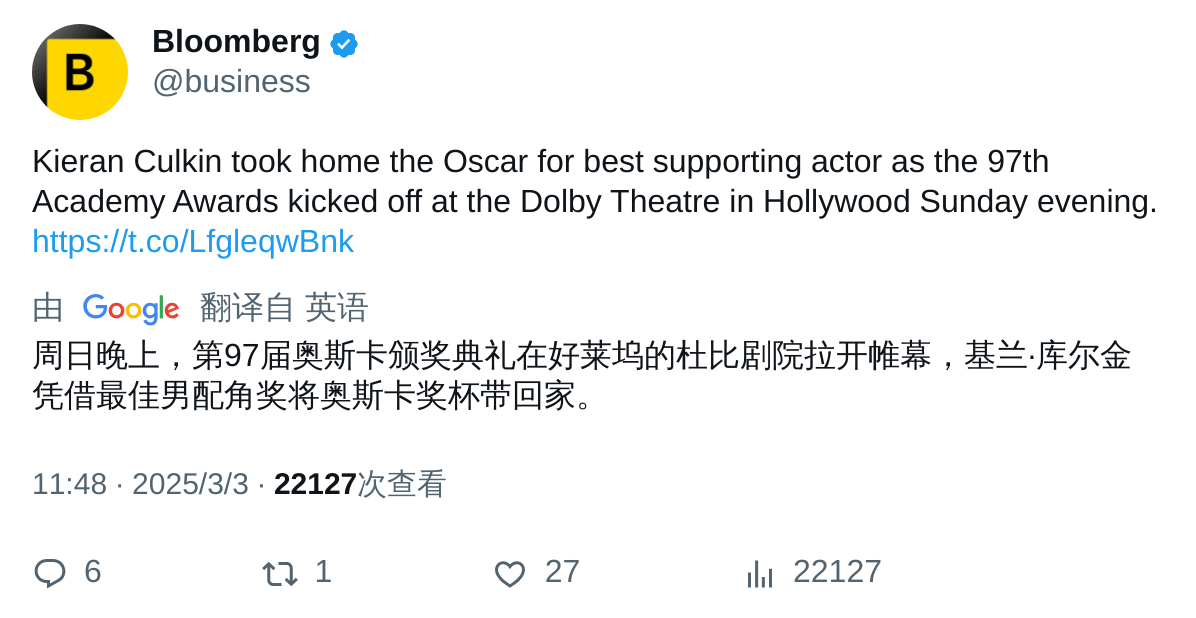 B
Bloomberg
@business
Kieran Culkin took home the Oscar for best supporting actor as the 97th
Academy Awards kicked off at the Dolby Theatre in Hollywood Sunday evening.
https://t.co/LfgleqwBnk
由 Google 翻译自 英语
周日晚上，第97届奥斯卡颁奖典礼在好莱坞的杜比剧院拉开帷幕，基兰·库尔金
凭借最佳男配角奖将奥斯卡奖杯带回家。
11:48 · 2025/3/3 · 22127次查看
6 1 27 22127